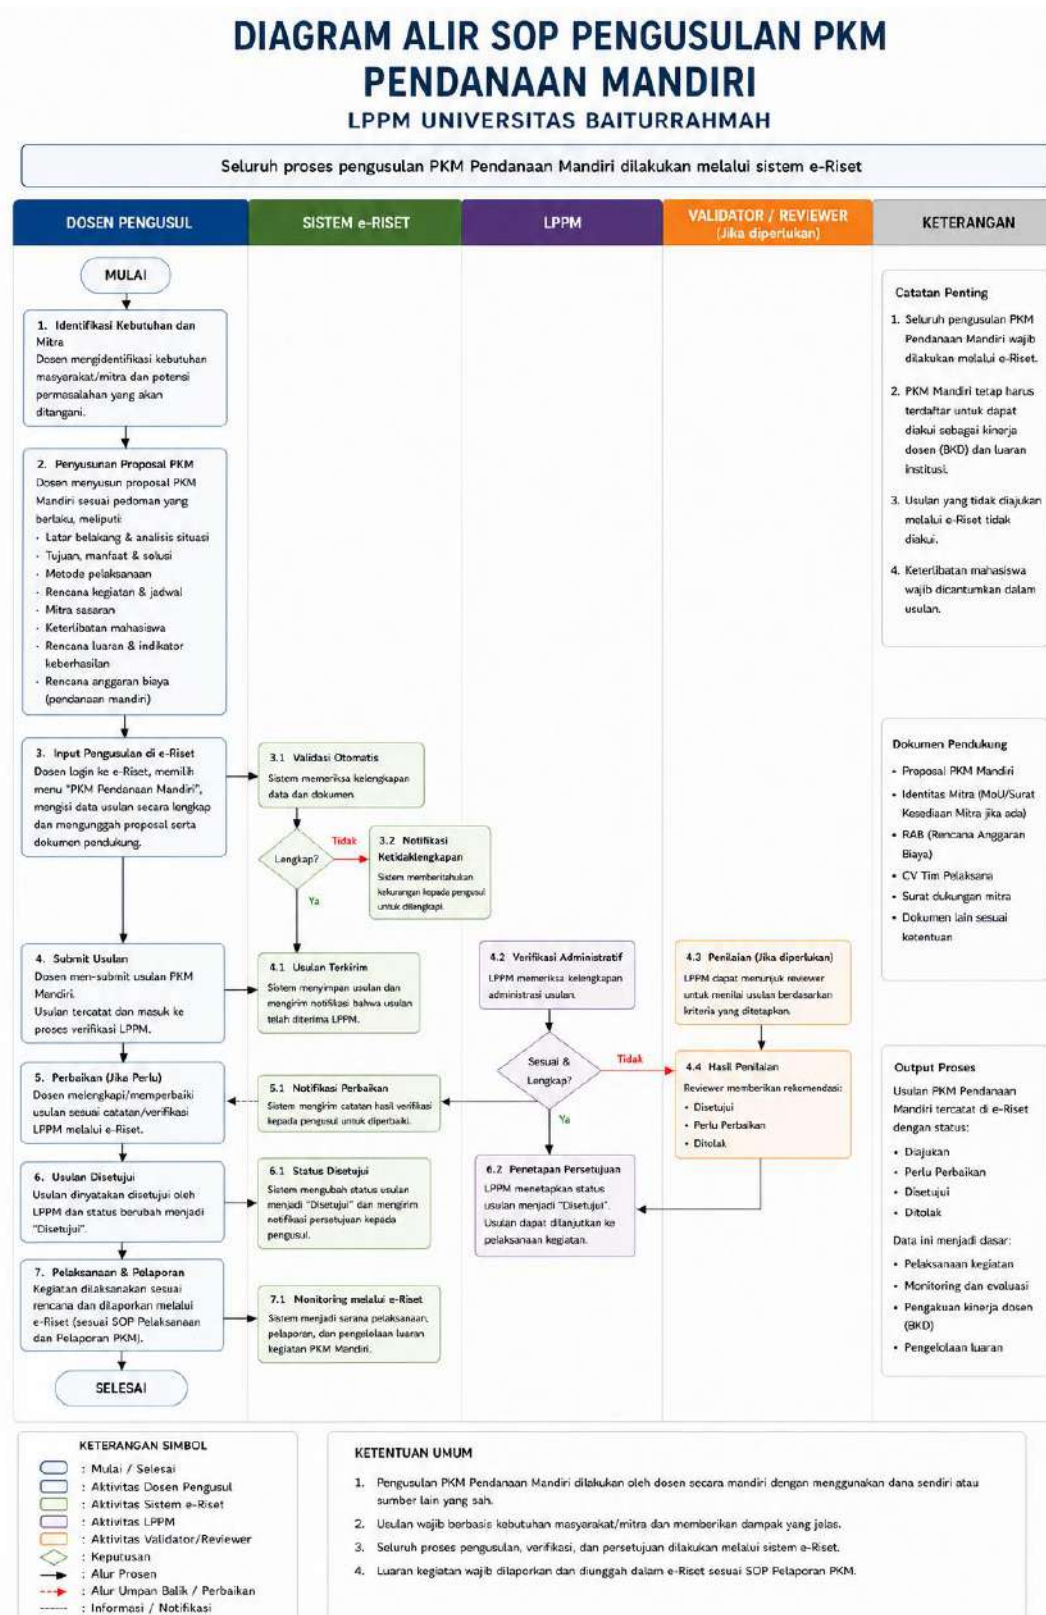 DIAGRAM ALIR SOP PENGUSULAN PKM
PENDANAAN MANDIRI
LPPM UNIVERSITAS BAITURRAHMAH
Seluruh proses pengusulan PKM Pendanaan Mandiri dilakukan melalui sistem e-Riset
DOSEN PENGUSUL
SISTEM e-RISET
LPPM
VALIDATOR / REVIEWER
(Jika diperlukan)
KETERANGAN
MULAI
1. Identifikasi Kebutuhan dan
Mitra
Dosen mengidentifikasi kebutuhan
masyarakat/mitra dan potensi
permasalahan yang akan
ditangani.
2. Penyusunan Proposal PKM
Dosen menyusun proposal PKM
Mandiri sesuai pedoman yang
berlaku, meliputi:
· Latar belakang & analisis situasi
· Tujuan, manfaat & solusi
· Metode pelaksanaan
· Rencana kegiatan & jadwal
· Mitra sasaran
· Keterlibatan mahasiswa
· Rencana luaran & indikator
keberhasilan
· Rencana anggaran biaya
(pendanaan mandiri)
3. Input Pengusulan di e-Riset
Dosen login ke e-Riset, memilih
menu "PKM Pendanaan Mandiri",
mengisi data usulan secara lengkap
dan mengunggah proposal serta
dokumen pendukung.
3.1 Validasi Otomatis
Sistem memeriksa kelengkapan
data dan dokumen.
Lengkap?
Tidak
Ya
3.2 Notifikasi
Ketidaklengkapan
Sistem memberitahukan
kekurangan kepada pengusul
untuk dilengkapi.
4. Submit Usulan
Dosen men-submit usulan PKM
Mandiri.
Usulan tercatat dan masuk ke
proses verifikasi LPPM.
4.1 Usulan Terkirim
Sistem menyimpan usulan dan
mengirim notifikasi bahwa usulan
telah diterima LPPM.
4.2 Verifikasi Administratif
LPPM memeriksa kelengkapan
administrasi usulan.
4.3 Penilaian (Jika diperlukan)
LPPM dapat menunjuk reviewer
untuk menilai usulan berdasarkan
kriteria yang ditetapkan.
Sesuai &
Lengkap?
Tidak
Ya
4.4 Hasil Penilaian
Reviewer memberikan rekomendasi:
• Disetujui
• Perlu Perbaikan
• Ditolak
5. Perbaikan (Jika Perlu)
Dosen melengkapi/memperbaiki
usulan sesuai catatan/verifikasi
LPPM melalui e-Riset.
5.1 Notifikasi Perbaikan
Sistem mengirim catatan hasil verifikasi
kepada pengusul untuk diperbaiki.
6. Usulan Disetujui
Usulan dinyatakan disetujui oleh
LPPM dan status berubah menjadi
"Disetujui".
6.1 Status Disetujui
Sistem mengubah status usulan
menjadi "Disetujui" dan mengirim
notifikasi persetujuan kepada
pengusul.
6.2 Penetapan Persetujuan
LPPM menetapkan status
usulan menjadi "Disetujui".
Usulan dapat dilanjutkan ke
pelaksanaan kegiatan.
7. Pelaksanaan & Pelaporan
Kegiatan dilaksanakan sesuai
rencana dan dilaporkan melalui
e-Riset (sesuai SOP Pelaksanaan
dan Pelaporan PKM).
7.1 Monitoring melalui e-Riset
Sistem menjadi sarana pelaksanaan,
pelaporan, dan pengelolaan luaran
kegiatan PKM Mandiri.
SELESAI
Catatan Penting
1. Seluruh pengusulan PKM
Pendanaan Mandiri wajib
dilakukan melalui e-Riset.
2. PKM Mandiri tetap harus
terdaftar untuk dapat
diakui sebagai kinerja
dosen (BKD) dan luaran
institusi.
3. Usulan yang tidak diajukan
melalui e-Riset tidak
diakui.
4. Keterlibatan mahasiswa
wajib dicantumkan dalam
usulan.
Dokumen Pendukung
• Proposal PKM Mandiri
• Identitas Mitra (MoU/Surat
Kesediaan Mitra jika ada)
• RAB (Rencana Anggaran
Biaya)
• CV Tim Pelaksana
• Surat dukungan mitra
• Dokumen lain sesuai
ketentuan
Output Proses
Usulan PKM Pendanaan
Mandiri tercatat di e-Riset
dengan status:
• Diajukan
• Perlu Perbaikan
• Disetujui
• Ditolak
Data ini menjadi dasar:
• Pelaksanaan kegiatan
• Monitoring dan evaluasi
• Pengakuan kinerja dosen
(BKD)
• Pengelolaan luaran
KETERANGAN SIMBOL
: Mulai / Selesai
: Aktivitas Dosen Pengusul
: Aktivitas Sistem e-Riset
: Aktivitas LPPM
: Aktivitas Validator/Reviewer
: Keputusan
: Alur Prosen
: Alur Umpan Balik / Perbaikan
: Informasi / Notifikasi
KETENTUAN UMUM
1. Pengusulan PKM Pendanaan Mandiri dilakukan oleh dosen secara mandiri dengan menggunakan dana sendiri atau
sumber lain yang sah.
2. Usulan wajib berbasis kebutuhan masyarakat/mitra dan memberikan dampak yang jelas.
3. Seluruh proses pengusulan, verifikasi, dan persetujuan dilakukan melalui sistem e-Riset.
4. Luaran kegiatan wajib dilaporkan dan diunggah dalam e-Riset sesuai SOP Pelaporan PKM.